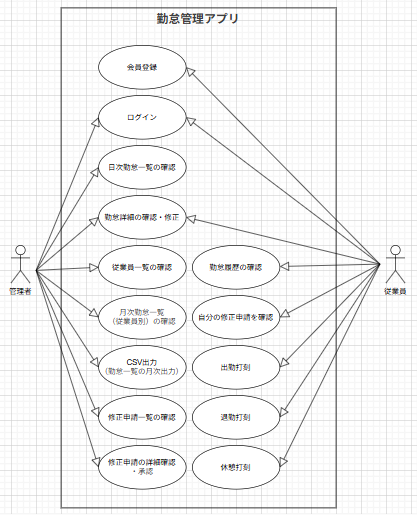 勤怠管理アプリ
会員登録
ログイン
日次勤怠一覧の確認
勤怠詳細の確認・修正
従業員一覧の確認
勤怠履歴の確認
管理者
従業員
月次勤怠一覧
（従業員別）の確認
自分の修正申請を確認
CSV出力
（勤怠一覧の月次出力）
出勤打刻
修正申請一覧の確認
退勤打刻
修正申請の詳細確認
・承認
休憩打刻